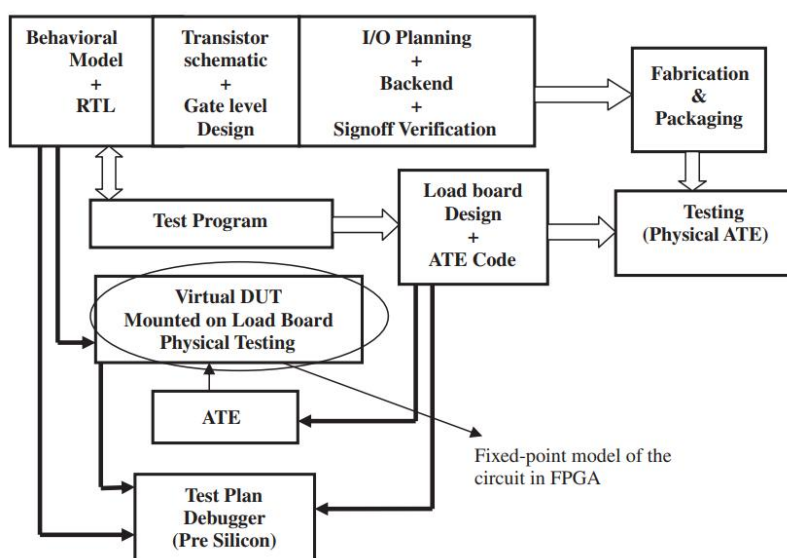 Behavioral
Model
+
RTL
Transistor
schematic
+
Gate level
Design
I/O Planning
+
Backend
+
Signoff Verification
Fabrication
&
Packaging
Test Program
Load board
Design
+
ATE Code
Testing
(Physical ATE)
Virtual DUT
Mounted on Load Board
Physical Testing
ATE
Fixed-point model of the
circuit in FPGA
Test Plan
Debugger
(Pre Silicon)